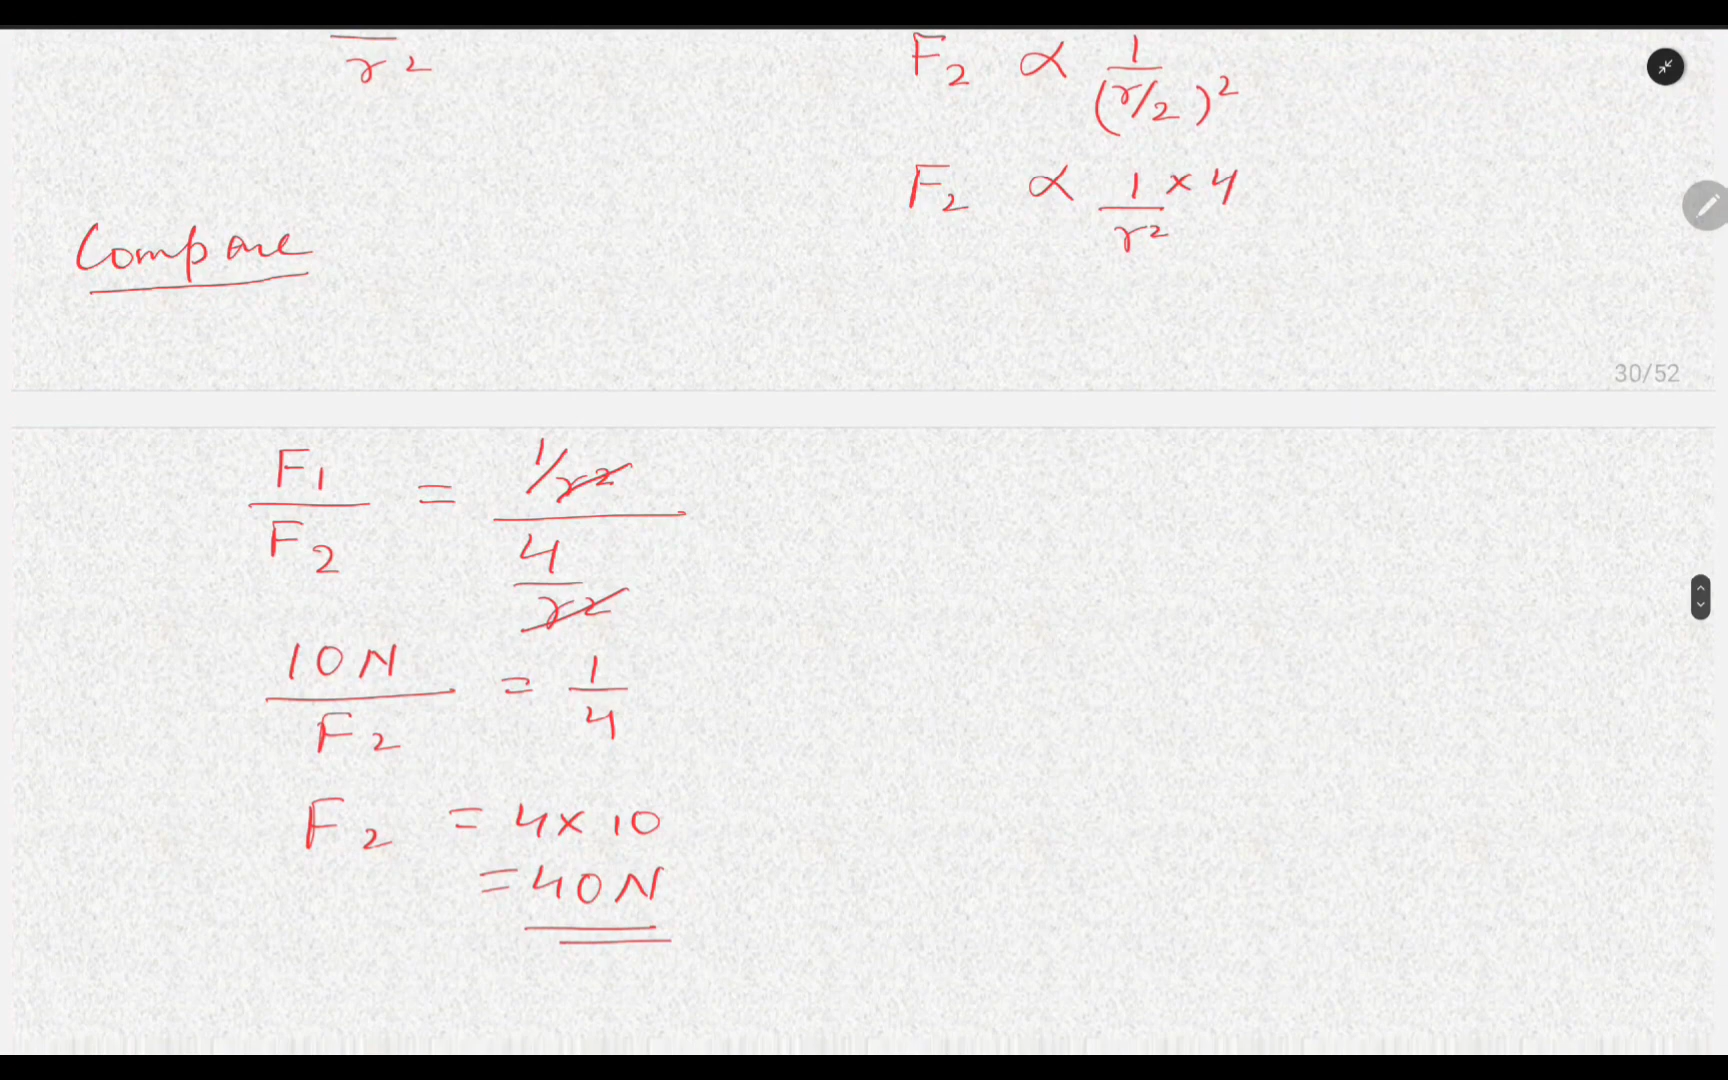 r²
F₂ ∝ 1/(r/2)²
F₂ ∝ 1/r² × 4
Compare
30/52
F₁/F₂ = (1/r²)/(4/r²)
10N/F₂ = 1/4
F₂ = 4×10
= 40N